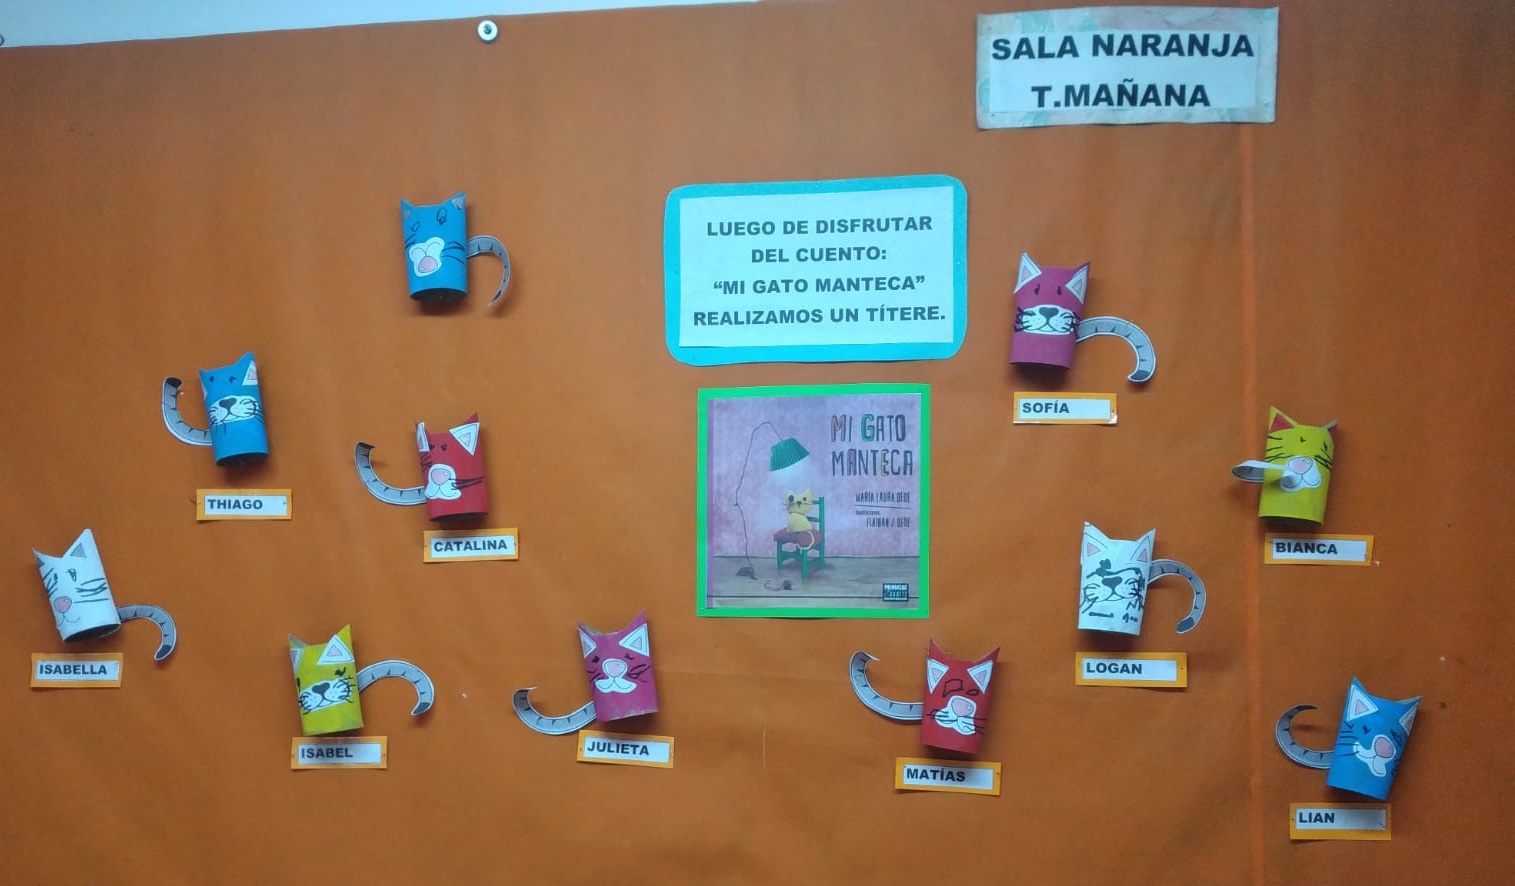 SALA NARANJA
T.MAÑANA
LUEGO DE DISFRUTAR
DEL CUENTO:
“MI GATO MANTECA”
REALIZAMOS UN TÍTERE.
MI GATO
MANTECA
MARÍA LAURA DEDÉ
SOFÍA
THIAGO
CATALINA
BIANCA
ISABELLA
LOGAN
ISABEL
JULIETA
MATÍAS
LIAN